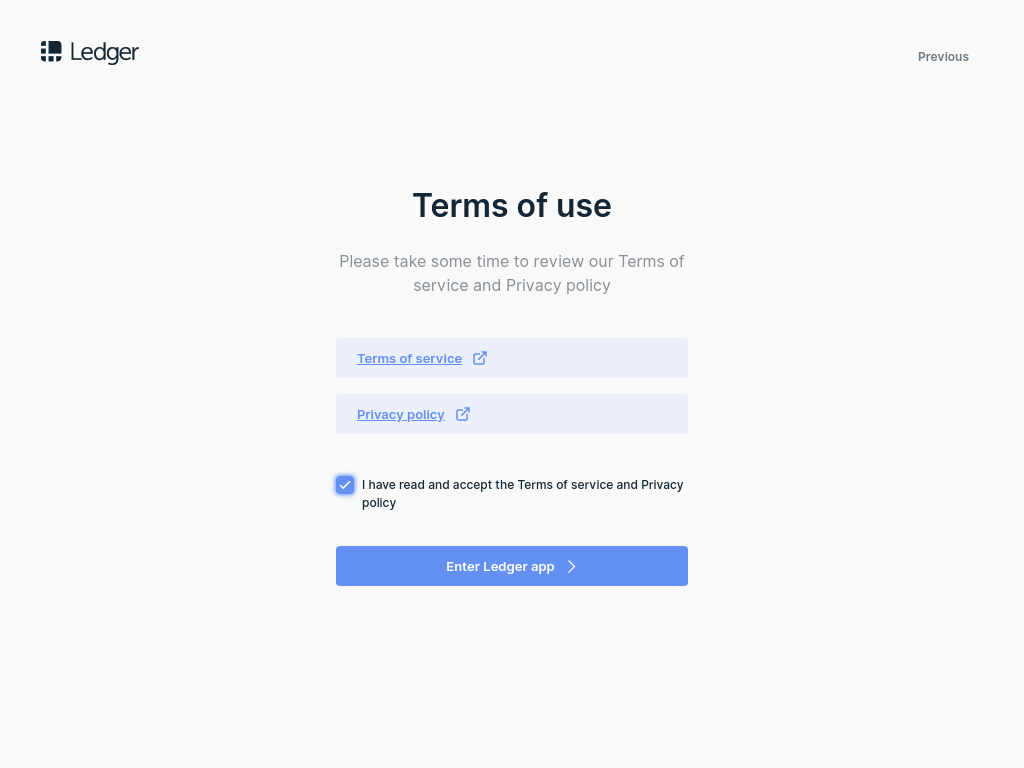 Ledger
Previous
Terms of use
Please take some time to review our Terms of
service and Privacy policy
Terms of service
Privacy policy
I have read and accept the Terms of service and Privacy
policy
Enter Ledger app